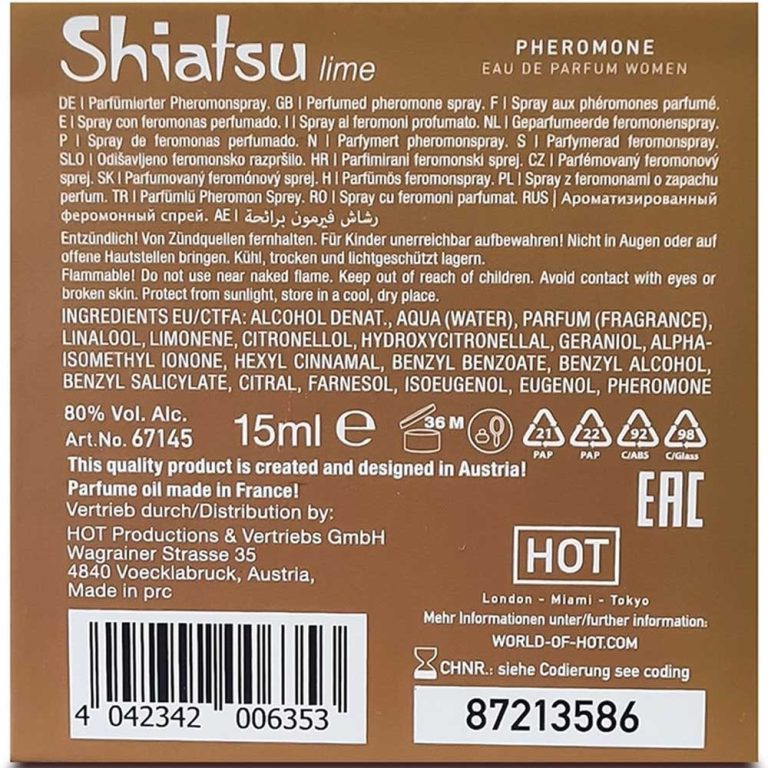 Shiatsu lime
PHEROMONE
EAU DE PARFUM WOMEN
DE | Parfümierter Pheromonspray. GB | Perfumed pheromone spray. F | Spray aux phéromones parfumé.
E | Spray con feromonas perfumado. I | Spray al feromoni profumato. NL | Geparfumeerde feromonenspray.
P | Spray de feromonas perfumado. N | Parfymert pheromonspray. S | Parfymerad feromonspray.
SLO | Odišavljeno feromonsko razpršilo. HR | Parfimirani feromonski sprej. CZ | Parfémovaný feromonový
sprej. SK | Parfumovaný feromónový sprej. H | Parfümös feromonspray. PL | Spray z feromonami o zapachu
perfum. TR | Parfümlü Pheromon Sprey. RO | Spray cu feromoni parfumat. RUS | Ароматизированный
феромонный спрей. AE | رشاش فيرمون برائحة
Entzündlich! Von Zündquellen fernhalten. Für Kinder unerreichbar aufbewahren! Nicht in Augen oder auf
offene Hautstellen bringen. Kühl, trocken und lichtgeschützt lagern.
Flammable! Do not use near naked flame. Keep out of reach of children. Avoid contact with eyes or
broken skin. Protect from sunlight, store in a cool, dry place.
INGREDIENTS EU/CTFA: ALCOHOL DENAT., AQUA (WATER), PARFUM (FRAGRANCE),
LINALOOL, LIMONENE, CITRONELLOL, HYDROXYCITRONELLAL, GERANIOL, ALPHA-
ISOMETHYL IONONE, HEXYL CINNAMAL, BENZYL BENZOATE, BENZYL ALCOHOL,
BENZYL SALICYLATE, CITRAL, FARNESOL, ISOEUGENOL, EUGENOL, PHEROMONE
80% Vol. Alc.
Art.No. 67145
15ml e
36 M
21 PAP
22 PAP
92 C/ABS
98 C/Glass
This quality product is created and designed in Austria!
Parfume oil made in France!
Vertrieb durch/Distribution by:
HOT Productions & Vertriebs GmbH
Wagrainer Strasse 35
4840 Voecklabruck, Austria,
Made in prc
EAC
HOT
London - Miami - Tokyo
Mehr Informationen unter/further information:
WORLD-OF-HOT.COM
CHNR.: siehe Codierung see coding
4 042342 006353
87213586